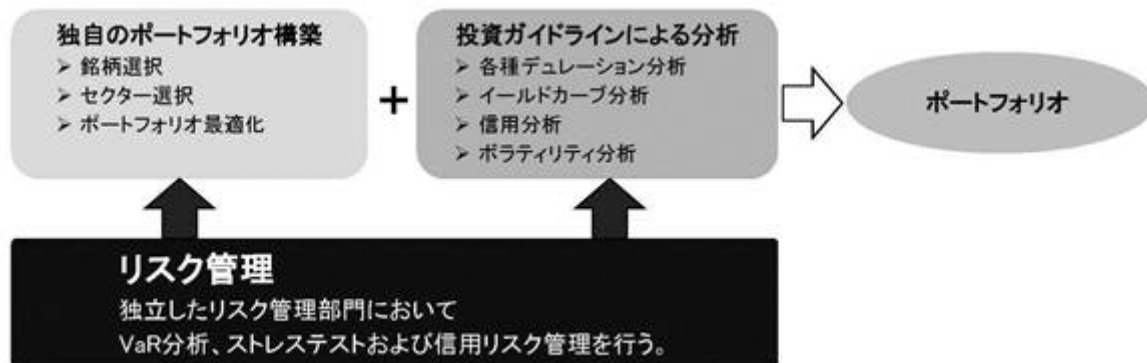 独自のポートフォリオ構築
➢ 銘柄選択
➢ セクター選択
➢ ポートフォリオ最適化
+
投資ガイドラインによる分析
➢ 各種デュレーション分析
➢ イールドカーブ分析
➢ 信用分析
➢ ボラティリティ分析
ポートフォリオ
リスク管理
独立したリスク管理部門において
VaR分析、ストレステストおよび信用リスク管理を行う。